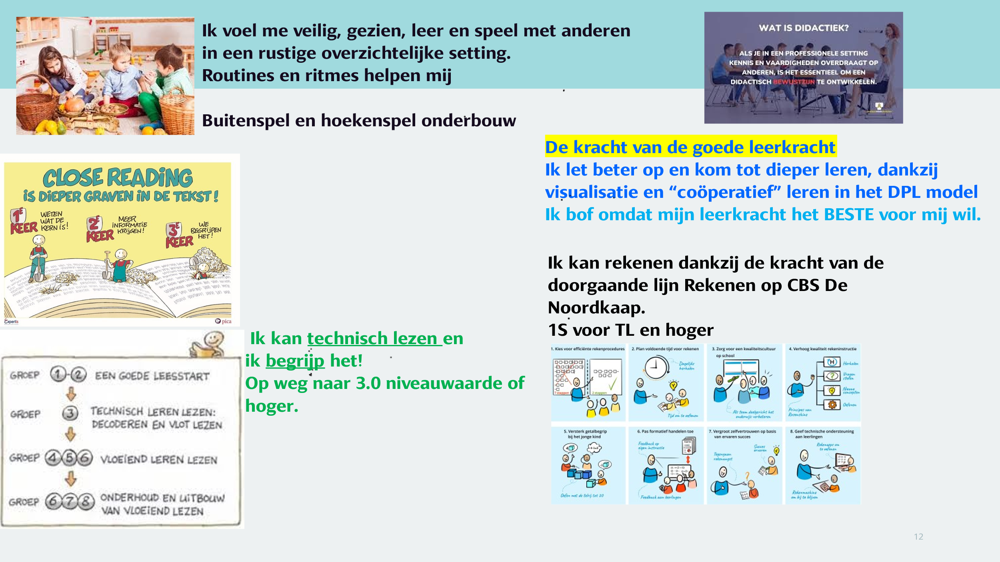 Ik voel me veilig, gezien, leer en speel met anderen
in een rustige overzichtelijke setting.
Routines en ritmes helpen mij
Buitenspel en hoekenspel onderbouw
WAT IS DIDACTIEK?
ALS JE IN EEN PROFESSIONELE SETTING
KENNIS EN VAARDIGHEDEN OVERDRAAGT OP
ANDEREN, IS HET ESSENTIEEL OM EEN
DIDACTISCH BEWUSTZIJN TE ONTWIKKELEN.
De kracht van de goede leerkracht
Ik let beter op en kom tot dieper leren, dankzij
visualisatie en “coöperatief” leren in het DPL model
Ik bof omdat mijn leerkracht het BESTE voor mij wil.
CLOSE READING
IS DIEPER GRAVEN IN DE TEKST!
1E KEER
WETEN
WAT DE
KERN IS!
2E KEER
MEER
INFORMATIE
KRIJGEN!
3E KEER
WE
BEGRIJPEN
HET!
Expertis
pica
Ik kan rekenen dankzij de kracht van de
doorgaande lijn Rekenen op CBS De
Noordkaap.
1S voor TL en hoger
Ik kan technisch lezen en
ik begrijp het!
Op weg naar 3.0 niveauwaarde of
hoger.
GROEP 1-2 EEN GOEDE LEESSTART
GROEP 3 TECHNISCH LEREN LEZEN:
DECODEREN EN VLOT LEZEN
GROEP 4 5 6 VLOEIEND LEREN LEZEN
GROEP 6 7 8 ONDERHOUD EN UITBOUW
VAN VLOEIEND LEZEN
1. Kies voor efficiënte rekenprocedures
7 stappen
2 stappen
2. Plan voldoende tijd voor rekenen
Dagelijks
herhalen
Tijd om te oefenen
3. Zorg voor een kwaliteitscultuur
op school
Als team doelgericht het
onderwijs verbeteren
4. Verhoog kwaliteit rekeninstructie
H
Herhalen
?
Vragen
stellen
Nieuwe
concepten
Oefenen
Principes van
Rosenshine
5. Versterk getalbegrip
bij het jonge kind
Oefen met de telrij tot 20
6. Pas formatief handelen toe
Feedback op
eigen instructie
Feedback aan leerlingen
7. Vergroot zelfvertrouwen op basis
van ervaren succes
Succes
ervaren
Tegengaan
rekenangst
?
8. Geef technische ondersteuning
aan leerlingen
Rekenapps om
te oefenen
Rekenmachine
om bij te blijven
12